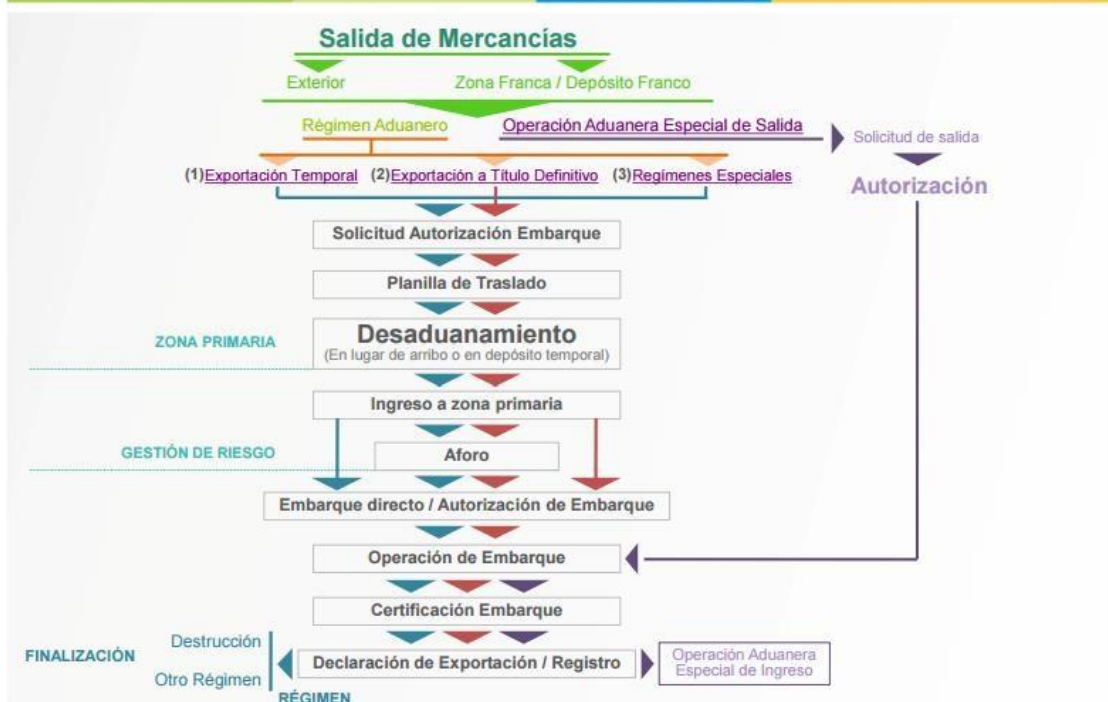 Salida de Mercancías
Exterior
Zona Franca / Depósito Franco
Régimen Aduanero
Operación Aduanera Especial de Salida
Solicitud de salida
(1)Exportación Temporal
(2)Exportación a Título Definitivo
(3)Regímenes Especiales
Autorización
Solicitud Autorización Embarque
Planilla de Traslado
ZONA PRIMARIA
Desaduanamiento
(En lugar de arribo o en depósito temporal)
Ingreso a zona primaria
GESTIÓN DE RIESGO
Aforo
Embarque directo / Autorización de Embarque
Operación de Embarque
Certificación Embarque
FINALIZACIÓN
Destrucción
Otro Régimen
RÉGIMEN
Declaración de Exportación / Registro
Operación Aduanera
Especial de Ingreso